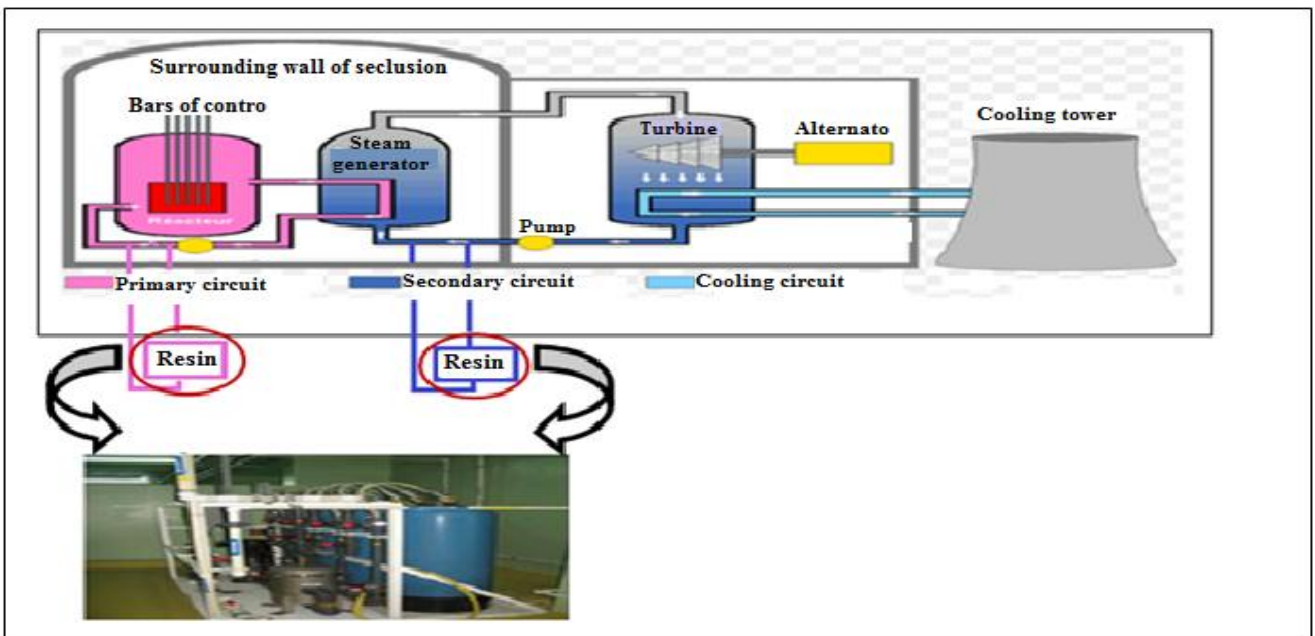 Surrounding wall of seclusion
Bars of contro
Cooling tower
Turbine
Alternato
Steam
generator
Réacteur
Pump
Primary circuit
Secondary circuit
Cooling circuit
Resin
Resin